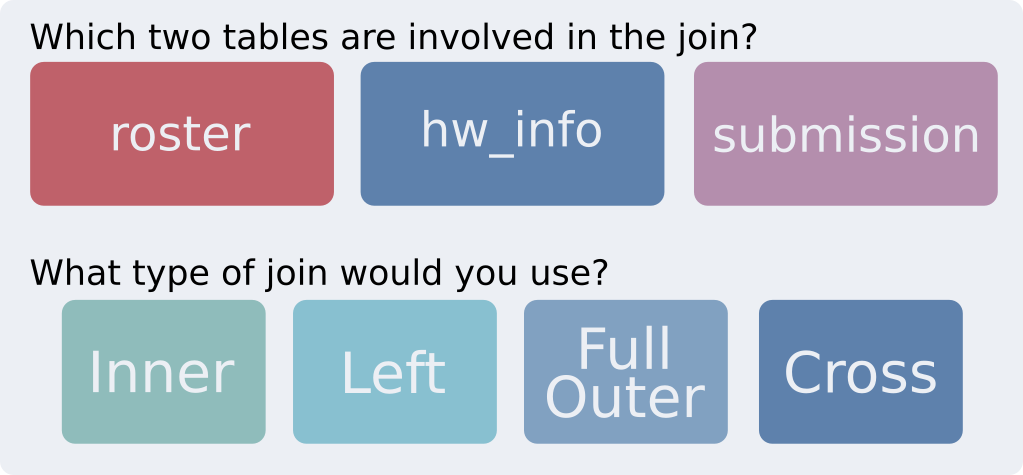 Which two tables are involved in the join?
roster
hw_info
submission
What type of join would you use?
Inner
Left
Full
Outer
Cross